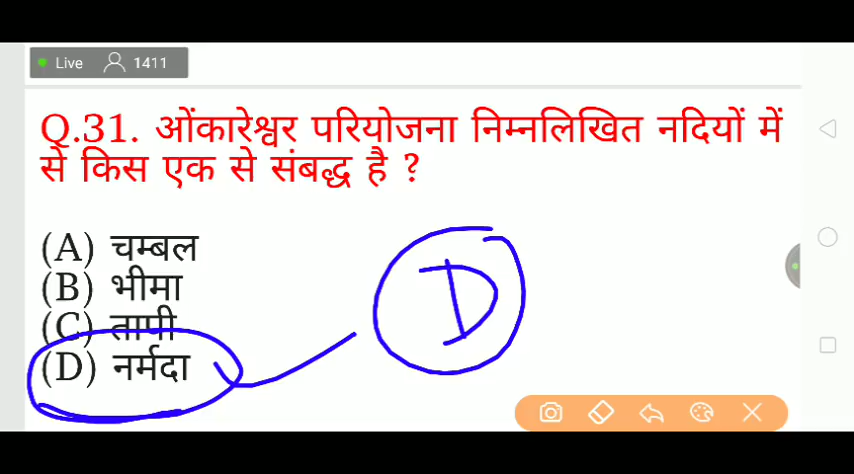 Live 1411
Q.31. ओंकारेश्वर परियोजना निम्नलिखित नदियों में
से किस एक से संबद्ध है ?
(A) चम्बल
(B) भीमा
(C) तापी
(D) नर्मदा
D